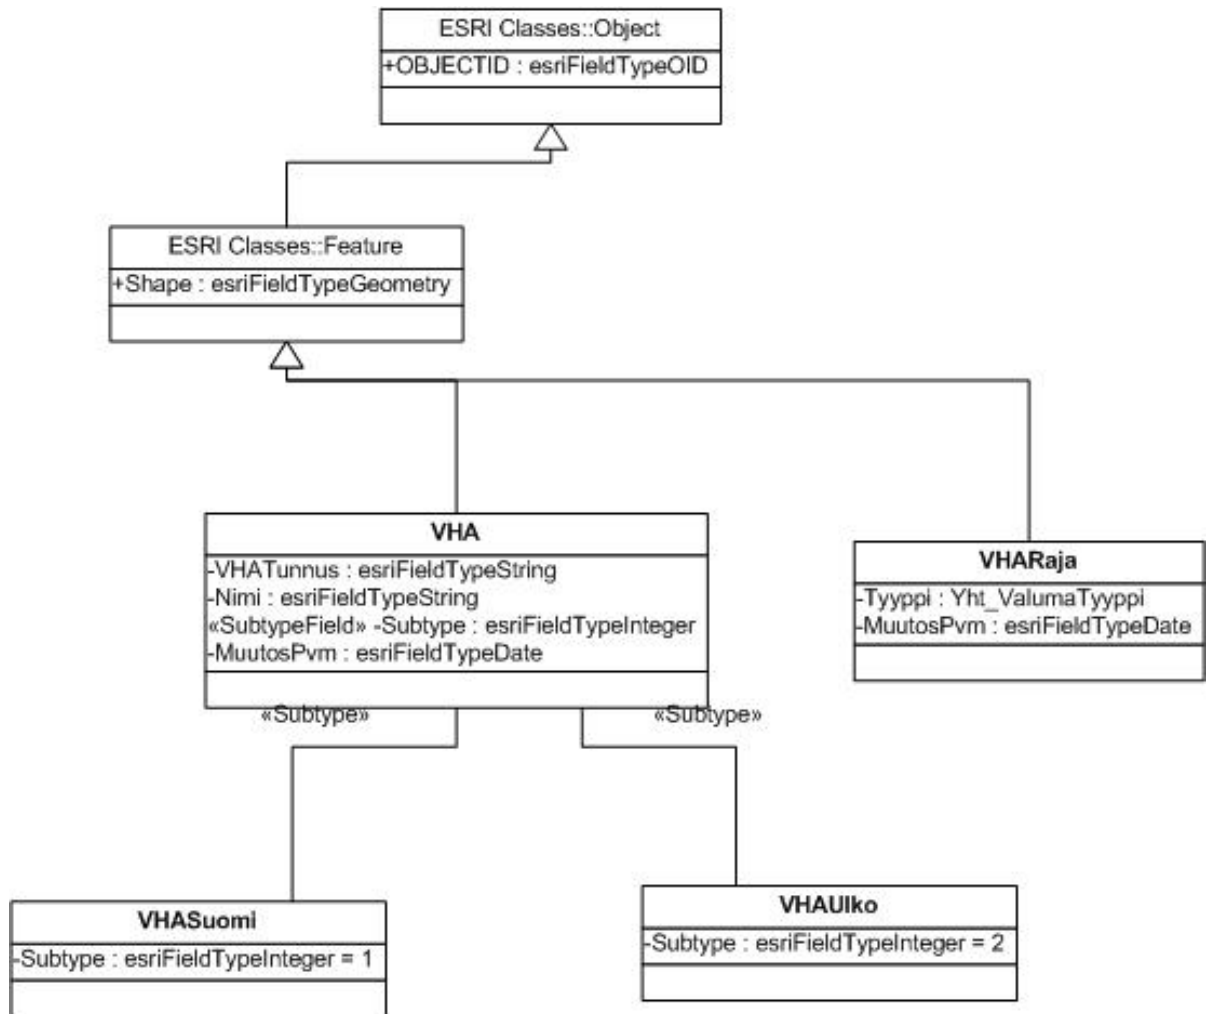 ESRI Classes::Object
+OBJECTID : esriFieldTypeOID
ESRI Classes::Feature
+Shape : esriFieldTypeGeometry
VHA
-VHATunnus : esriFieldTypeString
-Nimi : esriFieldTypeString
«SubtypeField» -Subtype : esriFieldTypeInteger
-MuutosPvm : esriFieldTypeDate
VHARaja
-Tyyppi : Yht_ValumaTyyppi
-MuutosPvm : esriFieldTypeDate
«Subtype»
«Subtype»
VHASuomi
-Subtype : esriFieldTypeInteger = 1
VHAUlko
-Subtype : esriFieldTypeInteger = 2